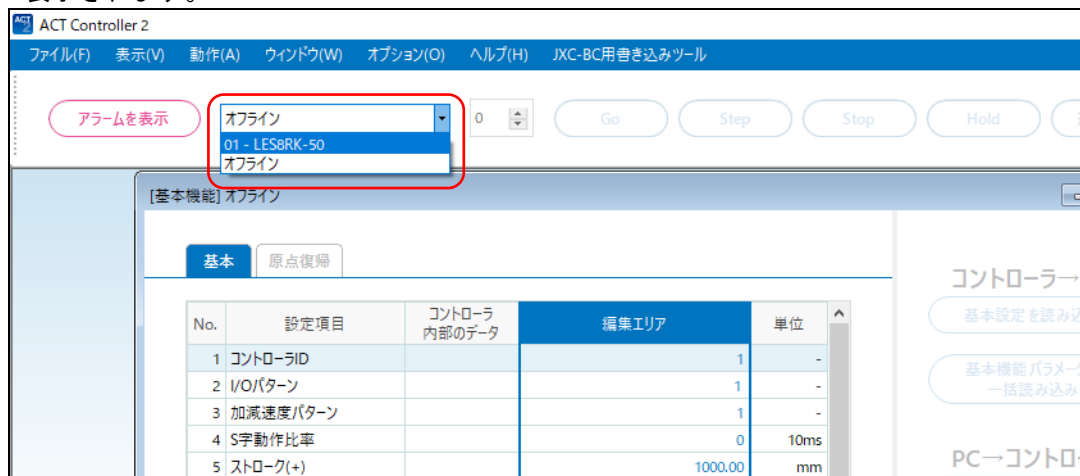 ACT Controller 2
ファイル(F) 表示(V) 動作(A) ウィンドウ(W) オプション(O) ヘルプ(H) JXC-BC用書き込みツール
アラームを表示 オフライン 0 Go Step Stop Hold
01 - LES8RK-50
オフライン
[基本機能] オフライン
基本 原点復帰
コントローラ→
No. 設定項目 コントローラ内部のデータ 編集エリア 単位
基本設定を読み込
1 コントローラID 1 -
基本機能パラメータ
2 I/Oパターン 1 -
一括読み込み
3 加減速度パターン 1 -
4 S字動作比率 0 10ms
PC→コントロー
5 ストローク(+) 1000.00 mm